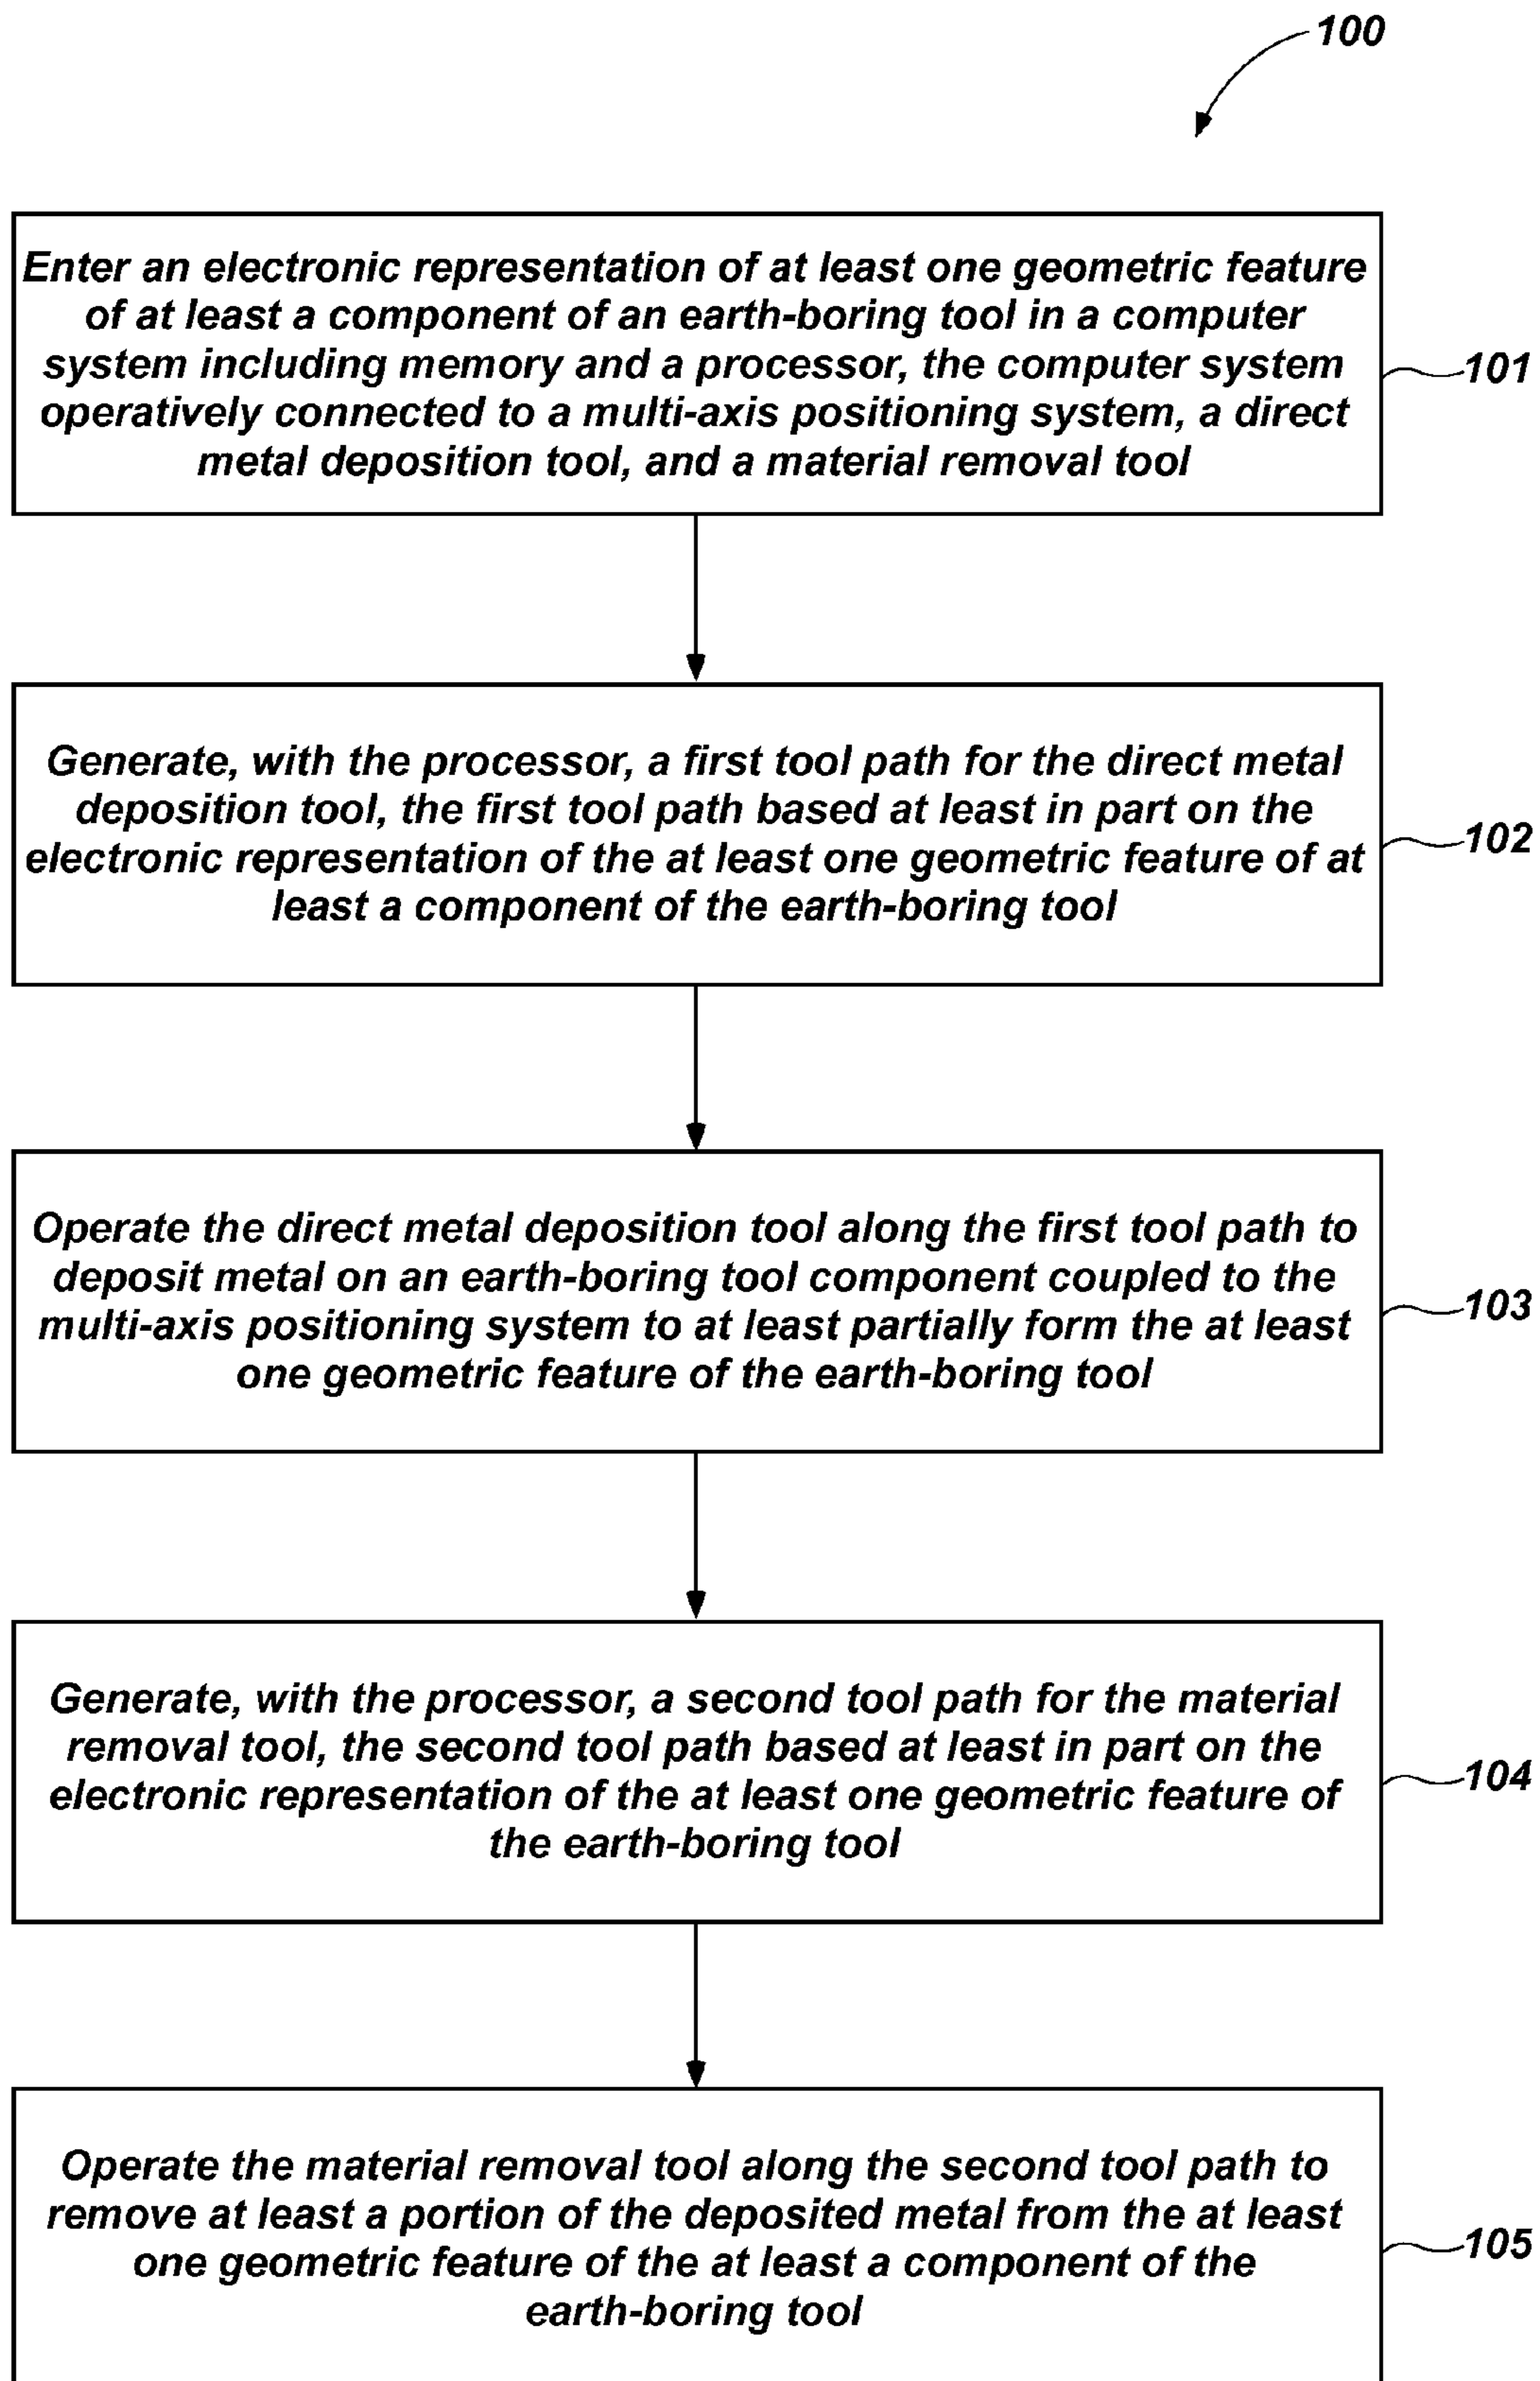 100
Enter an electronic representation of at least one geometric feature
of at least a component of an earth-boring tool in a computer
system including memory and a processor, the computer system
operatively connected to a multi-axis positioning system, a direct
metal deposition tool, and a material removal tool
101
Generate, with the processor, a first tool path for the direct metal
deposition tool, the first tool path based at least in part on the
electronic representation of the at least one geometric feature of at
least a component of the earth-boring tool
102
Operate the direct metal deposition tool along the first tool path to
deposit metal on an earth-boring tool component coupled to the
multi-axis positioning system to at least partially form the at least
one geometric feature of the earth-boring tool
103
Generate, with the processor, a second tool path for the material
removal tool, the second tool path based at least in part on the
electronic representation of the at least one geometric feature of
the earth-boring tool
104
Operate the material removal tool along the second tool path to
remove at least a portion of the deposited metal from the at least
one geometric feature of the at least a component of the
earth-boring tool
105